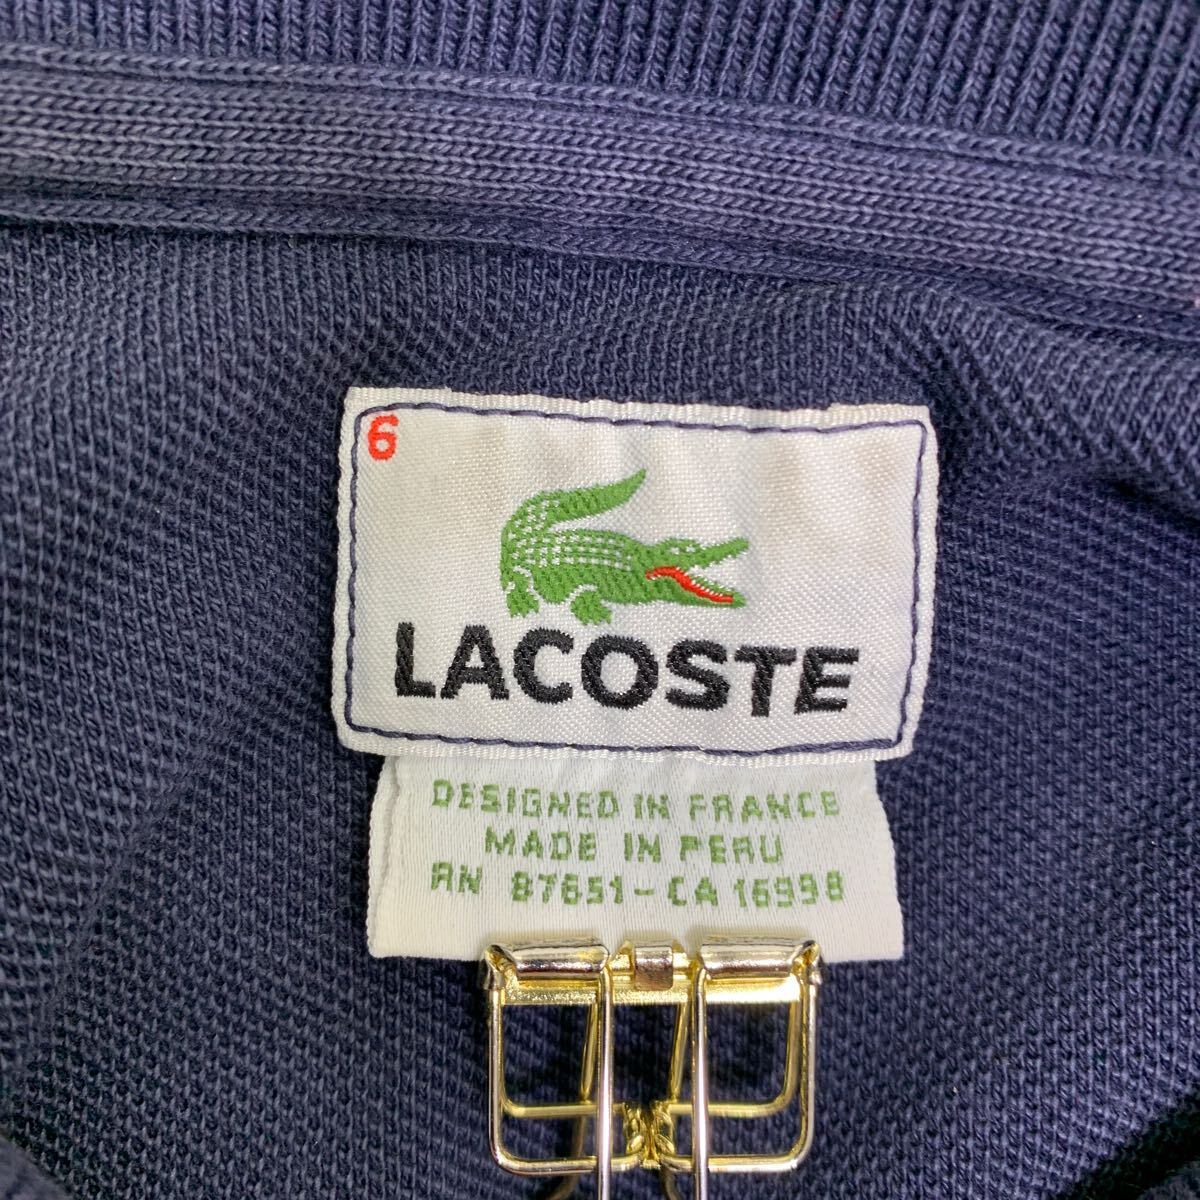 6
LACOSTE
DESIGNED IN FRANCE
MADE IN PERU
RN 87651-CA 16998